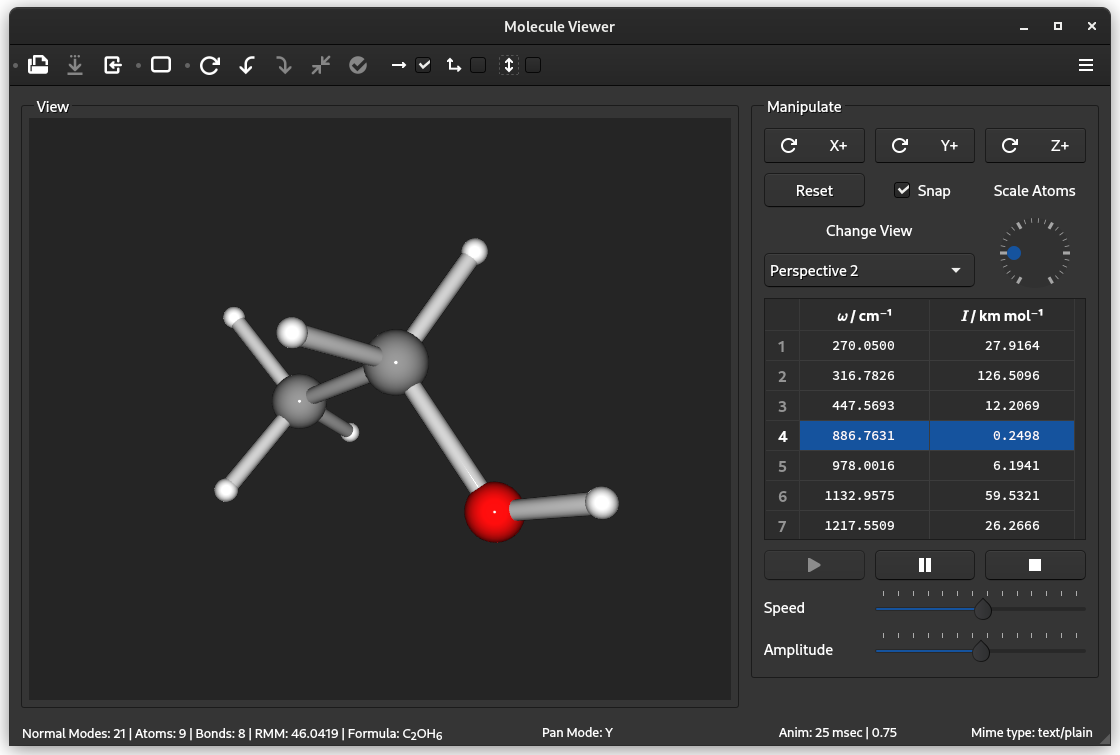 Molecule Viewer
View
Manipulate
X+
Y+
Z+
Reset
Snap
Scale Atoms
Change View
Perspective 2
ω / cm⁻¹ I / km mol⁻¹
1 270.0500 27.9164
2 316.7826 126.5096
3 447.5693 12.2069
4 886.7631 0.2498
5 978.0016 6.1941
6 1132.9575 59.5321
7 1217.5509 26.2666
Speed
Amplitude
Normal Modes: 21 | Atoms: 9 | Bonds: 8 | RMM: 46.0419 | Formula: C₂OH₆
Pan Mode: Y
Anim: 25 msec | 0.75
Mime type: text/plain